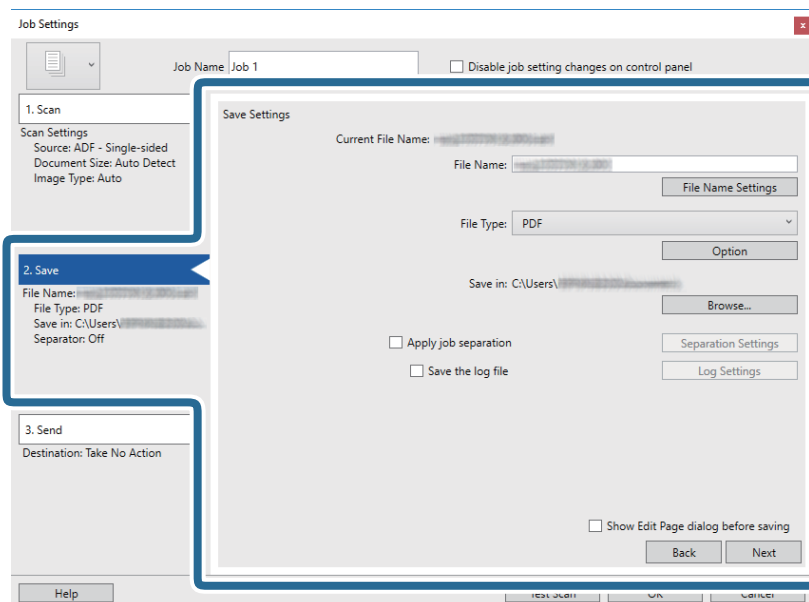 Job Settings
Job Name Job 1
Disable job setting changes on control panel
1. Scan
Scan Settings
Source: ADF - Single-sided
Document Size: Auto Detect
Image Type: Auto
2. Save
File Name:
File Type: PDF
Save in: C:\Users\
Separator: Off
3. Send
Destination: Take No Action
Save Settings
Current File Name:
File Name:
File Name Settings
File Type: PDF
Option
Save in: C:\Users\
Browse...
Apply job separation
Separation Settings
Save the log file
Log Settings
Show Edit Page dialog before saving
Back Next
Help Test Scan OK Cancel